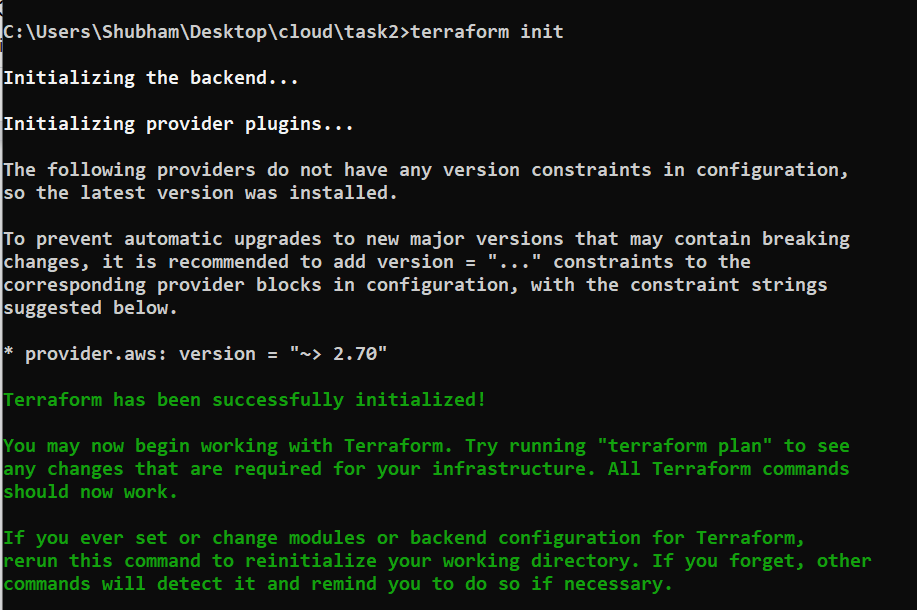 C:\Users\Shubham\Desktop\cloud\task2>terraform init
Initializing the backend...
Initializing provider plugins...
The following providers do not have any version constraints in configuration,
so the latest version was installed.
To prevent automatic upgrades to new major versions that may contain breaking
changes, it is recommended to add version = "..." constraints to the
corresponding provider blocks in configuration, with the constraint strings
suggested below.
* provider.aws: version = "~> 2.70"
Terraform has been successfully initialized!
You may now begin working with Terraform. Try running "terraform plan" to see
any changes that are required for your infrastructure. All Terraform commands
should now work.
If you ever set or change modules or backend configuration for Terraform,
rerun this command to reinitialize your working directory. If you forget, other
commands will detect it and remind you to do so if necessary.